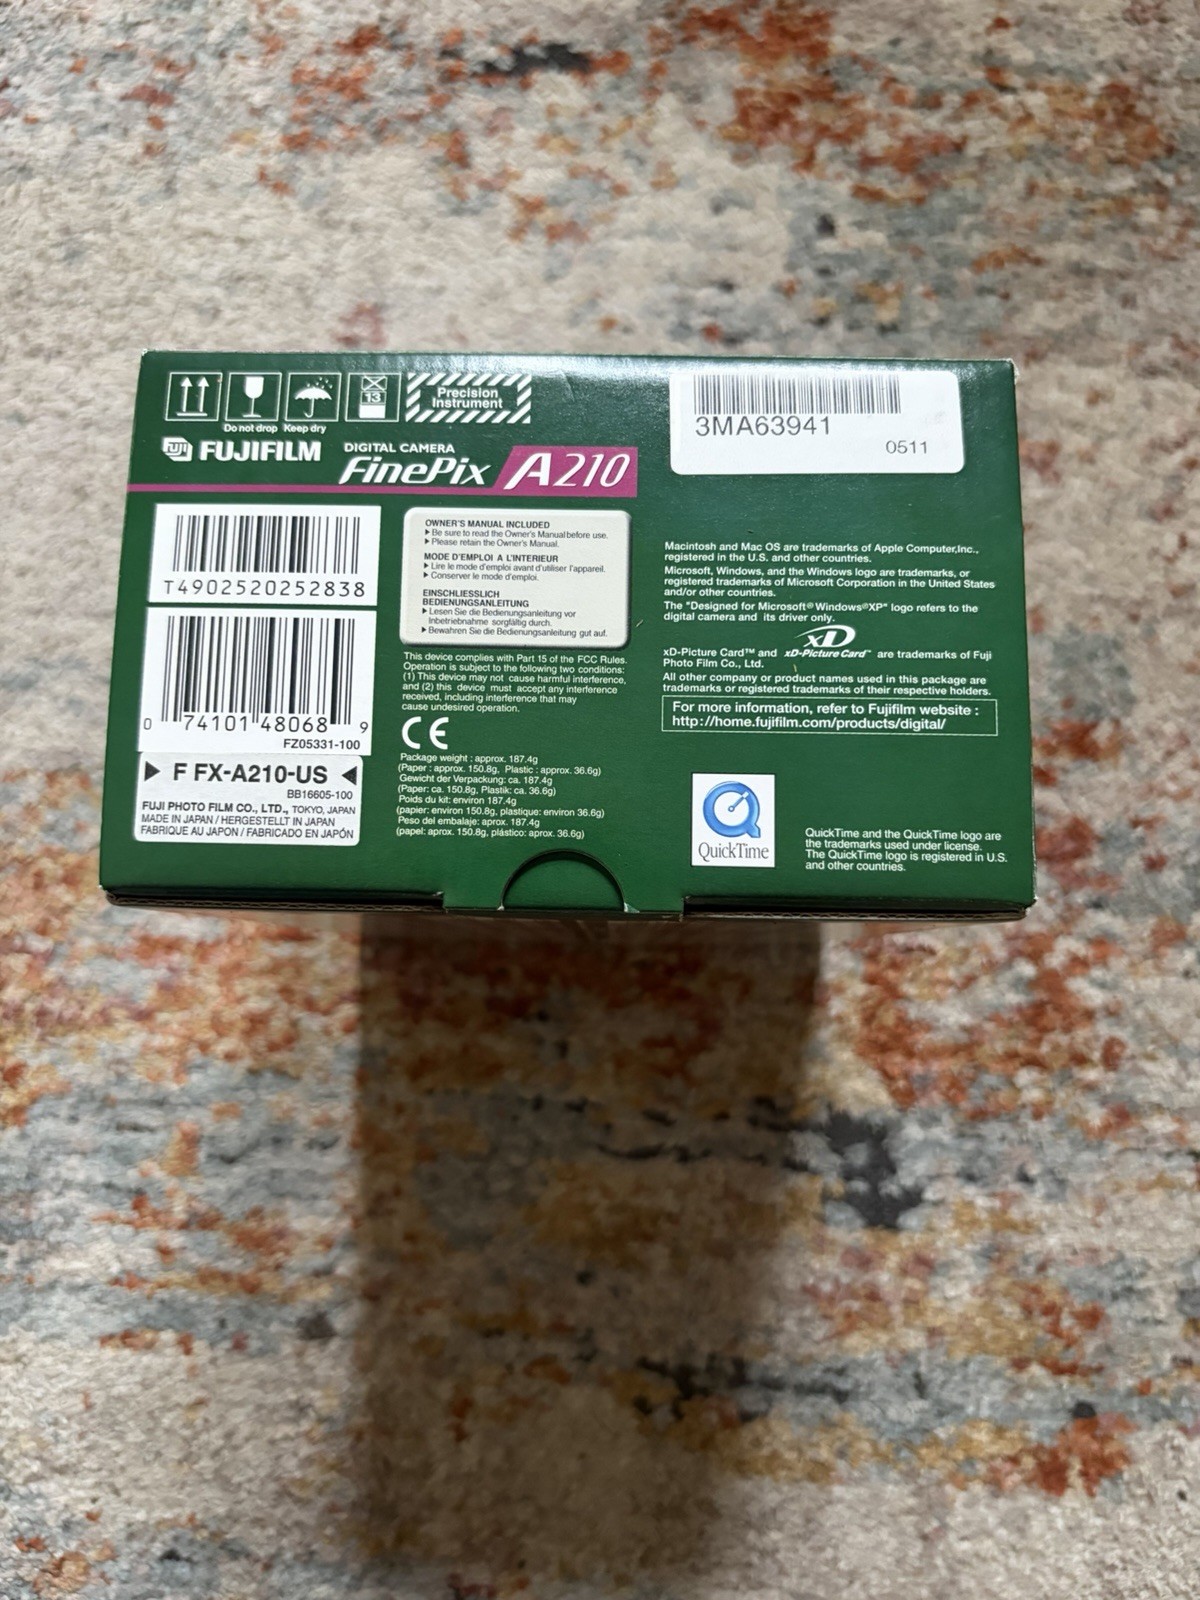 Do not drop Keep dry
13
Precision
Instrument
FUJI
FUJIFILM
DIGITAL CAMERA
FinePix A210
3MA63941
0511
T4902520252838
0 74101 48068 9
FZ05331-100
F FX-A210-US
BB16605-100
FUJI PHOTO FILM CO., LTD., TOKYO, JAPAN
MADE IN JAPAN / HERGESTELLT IN JAPAN
FABRIQUE AU JAPON / FABRICADO EN JAPÓN
OWNER'S MANUAL INCLUDED
Be sure to read the Owner's Manual before use.
Please retain the Owner's Manual.
MODE D'EMPLOI A L'INTERIEUR
Lire le mode d'emploi avant d'utiliser l'appareil.
Conserver le mode d'emploi.
EINSCHLIESSLICH
BEDIENUNGSANLEITUNG
Lesen Sie die Bedienungsanleitung vor
Inbetriebnahme sorgfältig durch.
Bewahren Sie die Bedienungsanleitung gut auf.
This device complies with Part 15 of the FCC Rules.
Operation is subject to the following two conditions:
(1) This device may not cause harmful interference,
and (2) this device must accept any interference
received, including interference that may
cause undesired operation.
CE
Package weight : approx. 187.4g
(Paper : approx. 150.8g, Plastic : approx. 36.6g)
Gewicht der Verpackung: ca. 187.4g
(Paper: ca. 150.8g, Plastik: ca. 36.6g)
Poids du kit: environ 187.4g
(papier: environ 150.8g, plastique: environ 36.6g)
Peso del embalaje: aprox. 187.4g
(papel: aprox. 150.8g, plástico: aprox. 36.6g)
Macintosh and Mac OS are trademarks of Apple Computer,Inc.,
registered in the U.S. and other countries.
Microsoft, Windows, and the Windows logo are trademarks, or
registered trademarks of Microsoft Corporation in the United States
and/or other countries.
The "Designed for Microsoft® Windows®XP" logo refers to the
digital camera and its driver only.
xD
xD-Picture Card™ and xD-Picture Card™ are trademarks of Fuji
Photo Film Co., Ltd.
All other company or product names used in this package are
trademarks or registered trademarks of their respective holders.
For more information, refer to Fujifilm website :
http://home.fujifilm.com/products/digital/
QuickTime
QuickTime and the QuickTime logo are
the trademarks used under license.
The QuickTime logo is registered in U.S.
and other countries.